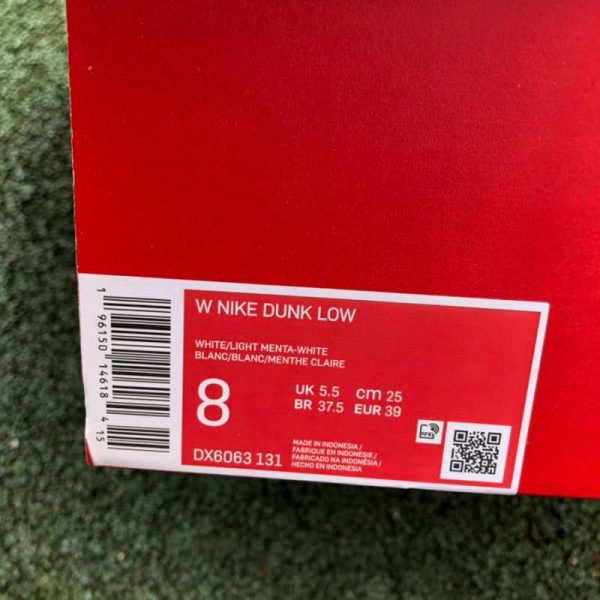 W NIKE DUNK LOW
WHITE/LIGHT MENTA-WHITE
BLANC/BLANC/MENTHE CLAIRE
8
UK 5.5 cm 25
BR 37.5 EUR 39
DX6063 131
MADE IN INDONESIA/
FABRIQUE EN INDONESIE/
FABRICADO NA INDONÉSIA/
HECHO EN INDONESIA
1 96150 14618 4 15